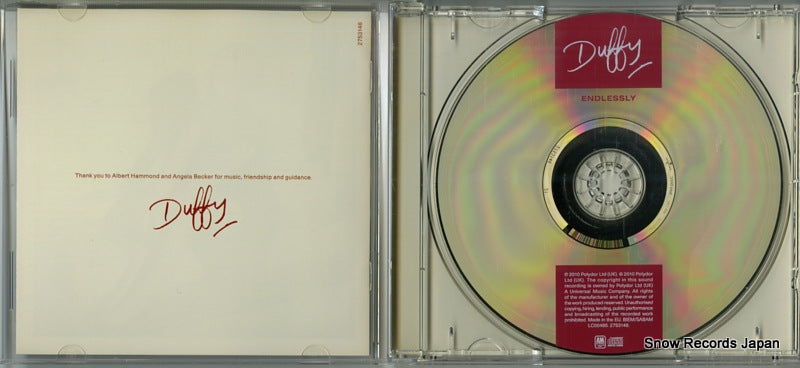 2753148
Thank you to Albert Hammond and Angela Becker for music, friendship and guidance.
Duffy
Duffy
ENDLESSLY
℗ 2010 Polydor Ltd (UK). © 2010 Polydor
Ltd (UK). The copyright in this sound
recording is owned by Polydor Ltd (UK)
A Universal Music Company. All rights
of the manufacturer and of the owner of
the work produced reserved. Unauthorised
copying, hiring, lending, public performance
and broadcasting of the recorded work
prohibited. Made in the EU. BIEM/SABAM
LC00485 2753148.
Snow Records Japan